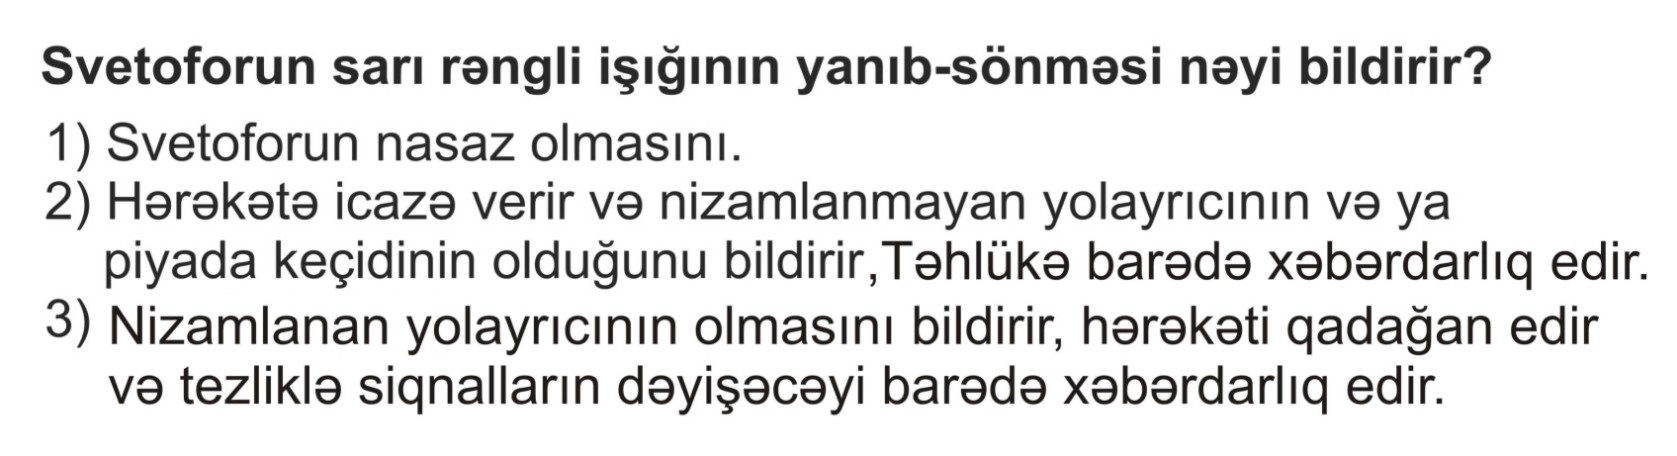 Svetoforun sarı rəngli işığının yanıb-sönməsi nəyi bildirir?
1) Svetoforun nasaz olmasını.
2) Hərəkətə icazə verir və nizamlanmayan yolayrıcının və ya
piyada keçidinin olduğunu bildirir,Təhlükə barədə xəbərdarlıq edir.
3) Nizamlanan yolayrıcının olmasını bildirir, hərəkəti qadağan edir
və tezliklə siqnalların dəyişəcəyi barədə xəbərdarlıq edir.